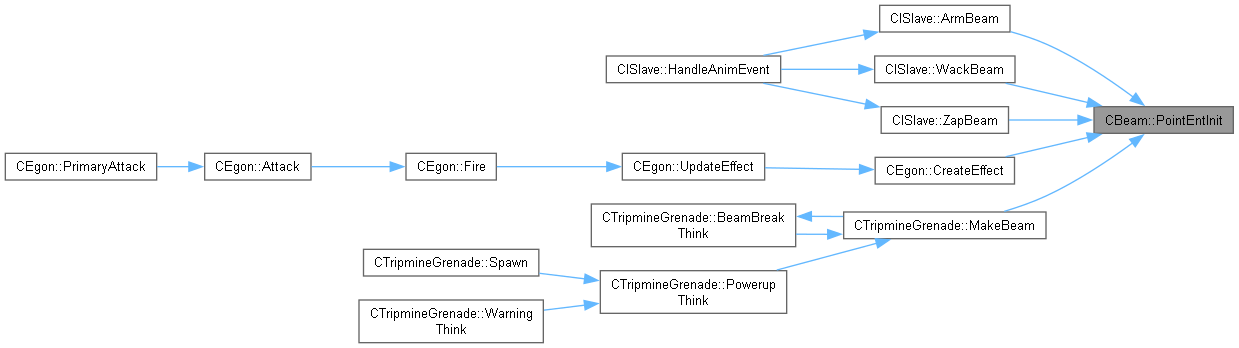 CISlave::ArmBeam
CISlave::HandleAnimEvent
CISlave::WackBeam
CISlave::ZapBeam
CBeam::PointEntInit
CEgon::PrimaryAttack
CEgon::Attack
CEgon::Fire
CEgon::UpdateEffect
CEgon::CreateEffect
CTripmineGrenade::BeamBreak
Think
CTripmineGrenade::MakeBeam
CTripmineGrenade::Spawn
CTripmineGrenade::Powerup
Think
CTripmineGrenade::Warning
Think